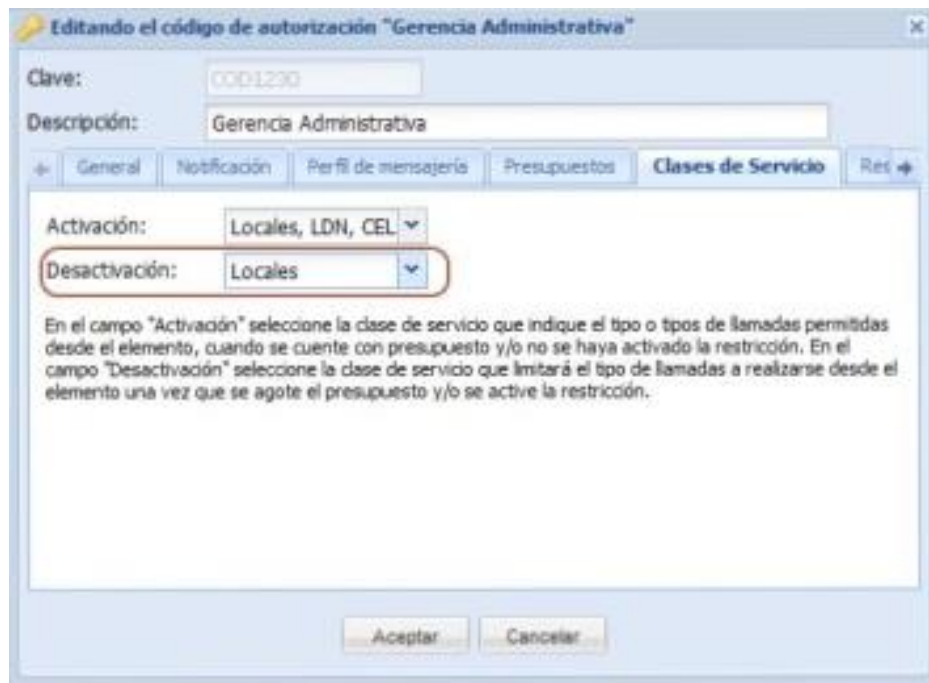 Editando el código de autorización "Gerencia Administrativa"
Clave: COD1230
Descripción: Gerencia Administrativa
General Notificación Perfil de mensajería Presupuestos Clases de Servicio Res
Activación: Locales, LDN, CEL
Desactivación: Locales
En el campo "Activación" seleccione la clase de servicio que indique el tipo o tipos de llamadas permitidas
desde el elemento, cuando se cuente con presupuesto y/o no se haya activado la restricción. En el
campo "Desactivación" seleccione la clase de servicio que limitará el tipo de llamadas a realizarse desde el
elemento una vez que se agote el presupuesto y/o se active la restricción.
Aceptar Cancelar